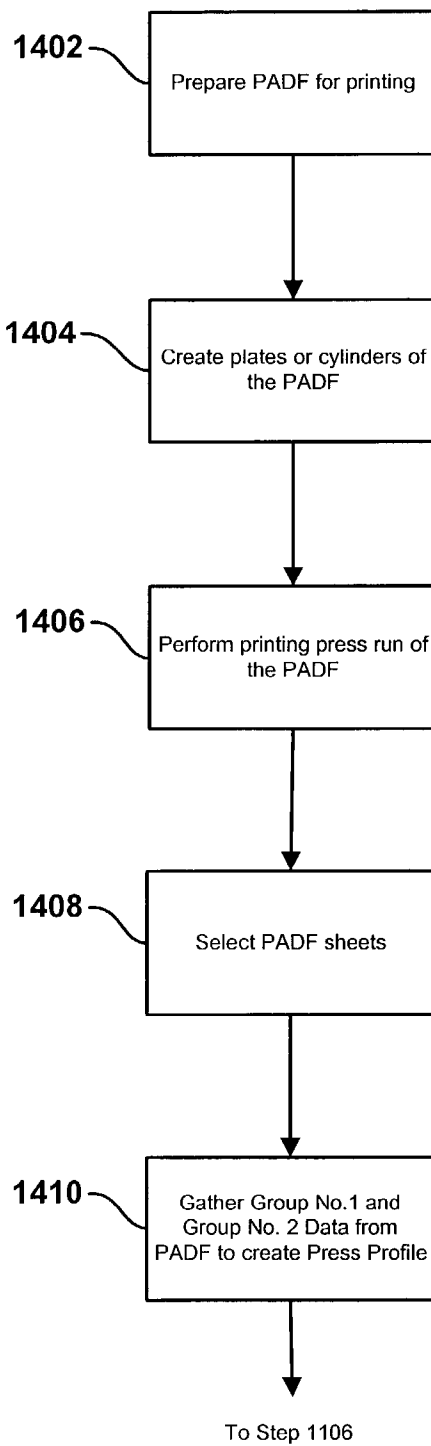 1402
Prepare PADF for printing
1404
Create plates or cylinders of
the PADF
1406
Perform printing press run of
the PADF
1408
Select PADF sheets
1410
Gather Group No.1 and
Group No. 2 Data from
PADF to create Press Profile
To Step 1106